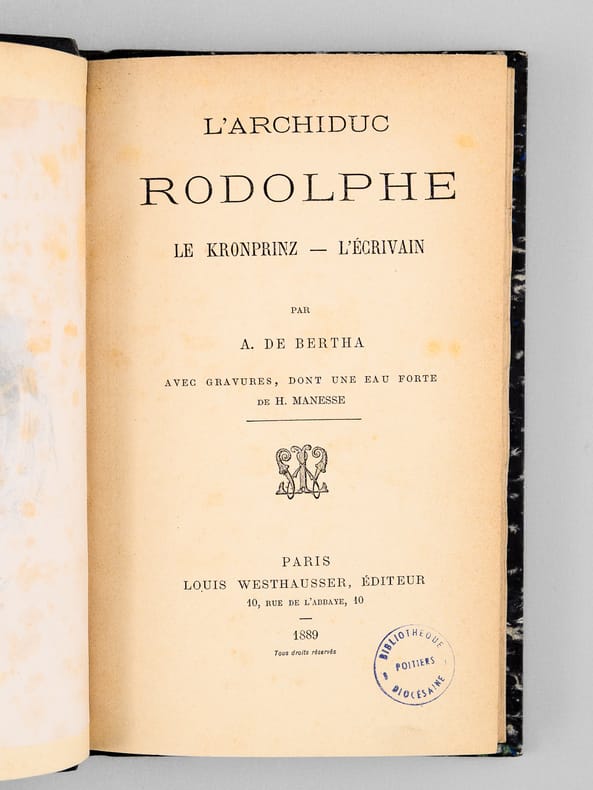 L'ARCHIDUC
RODOLPHE
LE KRONPRINZ — L'ÉCRIVAIN
PAR
A. DE BERTHA
AVEC GRAVURES, DONT UNE EAU FORTE
DE H. MANESSE
PARIS
LOUIS WESTHAUSSER, ÉDITEUR
10, RUE DE L'ABBAYE, 10
1889
Tous droits réservés
BIBLIOTHEQUE
POITIERS
DIOCÉSAINE